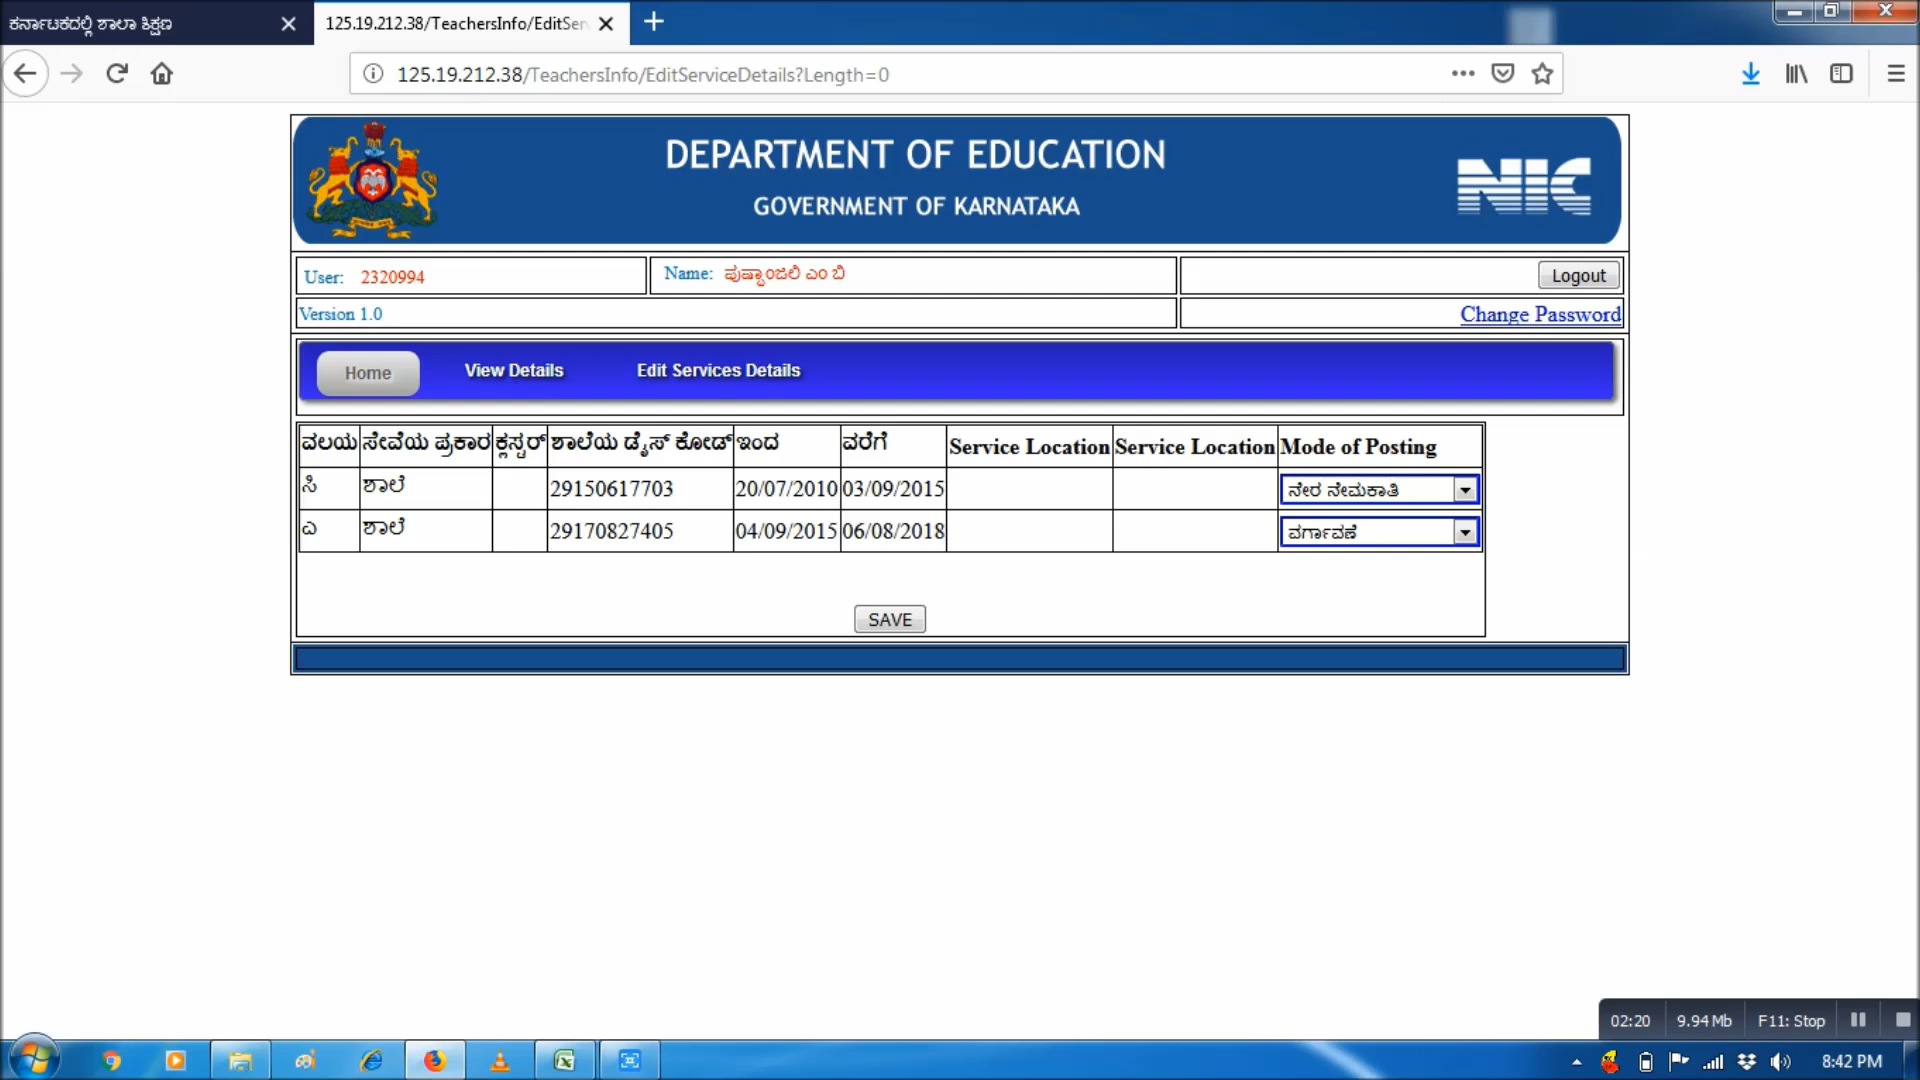 ಕರ್ನಾಟಕದಲ್ಲಿ ಶಾಲಾ ಶಿಕ್ಷಣ
125.19.212.38/TeachersInfo/EditSer
125.19.212.38/TeachersInfo/EditServiceDetails?Length=0
DEPARTMENT OF EDUCATION
GOVERNMENT OF KARNATAKA
NIC
User: 2320994 Name: ಪುಷ್ಪಾಂಜಲಿ ಎಂ ಬಿ Logout
Version 1.0 Change Password
Home View Details Edit Services Details
ವಲಯ ಸೇವೆಯ ಪ್ರಕಾರ ಕ್ಲಸ್ಟರ್ ಶಾಲೆಯ ಡೈಸ್ ಕೋಡ್ ಇಂದ ವರೆಗೆ Service Location Service Location Mode of Posting
ಸಿ ಶಾಲೆ 29150617703 20/07/2010 03/09/2015 ನೇರ ನೇಮಕಾತಿ
ಎ ಶಾಲೆ 29170827405 04/09/2015 06/08/2018 ವರ್ಗಾವಣೆ
SAVE
02:20 9.94 Mb F11: Stop
8:42 PM